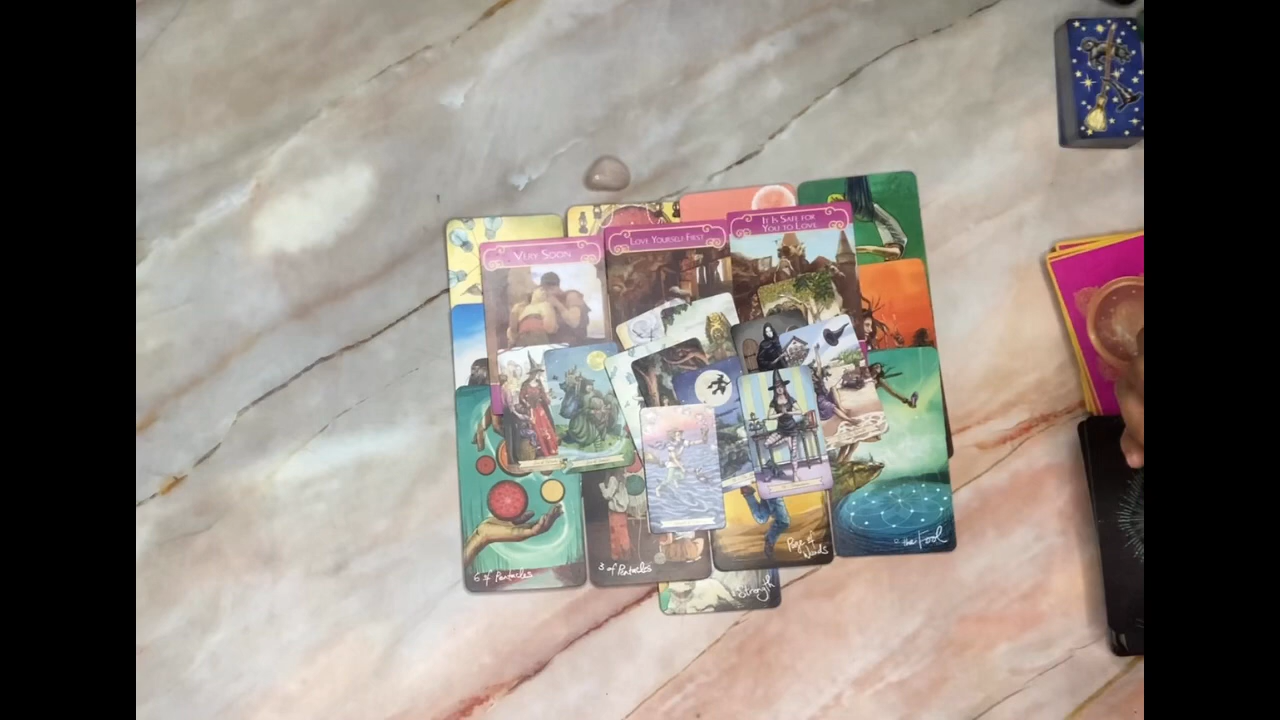 VERY SOON
LOVE YOURSELF FIRST
IT IS SAFE FOR
YOU TO LOVE
6 of Pentacles
3 of Pentacles
Page of
Wands
the Fool
Strength